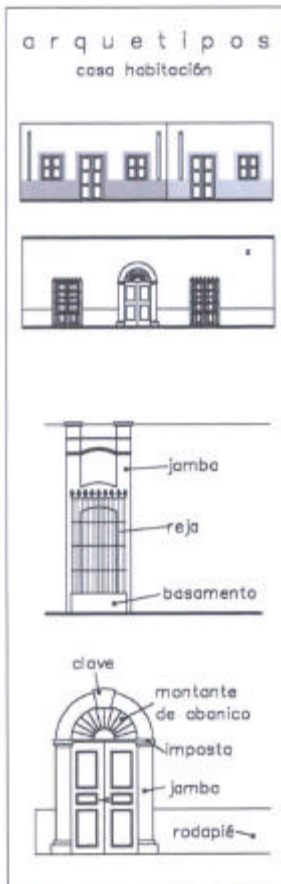 arquetipos
casa habitación
jamba
reja
basamento
clave
montante
de abanico
imposta
jamba
rodapié